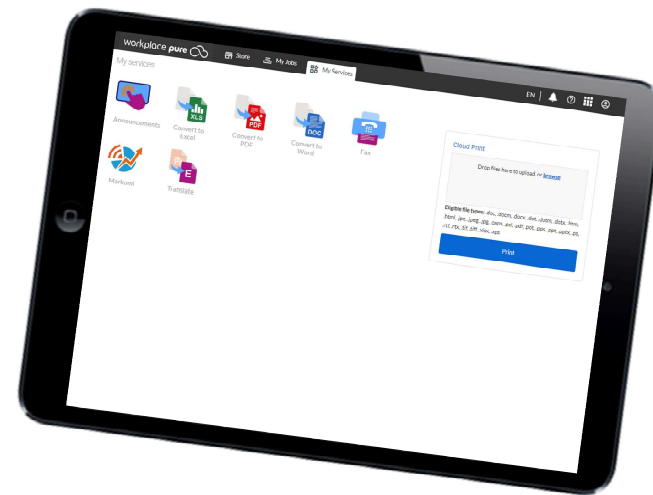 workplace pure
Store
My Jobs
My Services
EN
My services
Announcements
XLS
Convert to
Excel
PDF
Convert to
PDF
DOC
Convert to
Word
Fax
Markomi
E
Translate
Cloud Print
Drop files here to upload or browse
Eligible file types:
Print